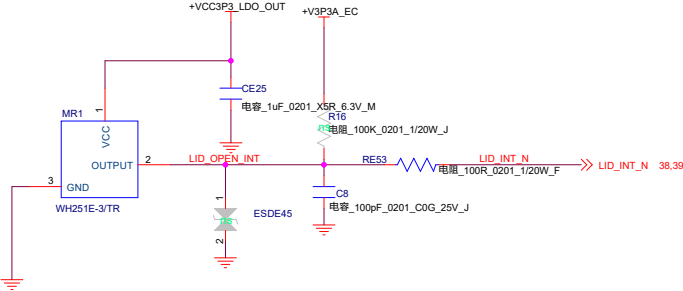 +VCC3P3_LDO_OUT
+V3P3A_EC
CE25
电容_1uF_0201_X5R_6.3V_M
MR1
1
VCC
R16
电阻_100K_0201_1/20W_J
OUTPUT
2
LID_OPEN_INT
RE53
LID_INT_N
LID_INT_N 38,39
电阻_100R_0201_1/20W_F
3
GND
C8
电容_100pF_0201_C0G_25V_J
WH251E-3/TR
1
ESDE45
2